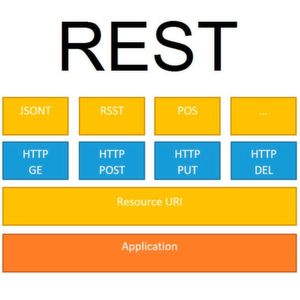 REST
JSONT RSST POS ...
HTTP HTTP HTTP HTTP
GE POST PUT DEL
Resource URI
Application